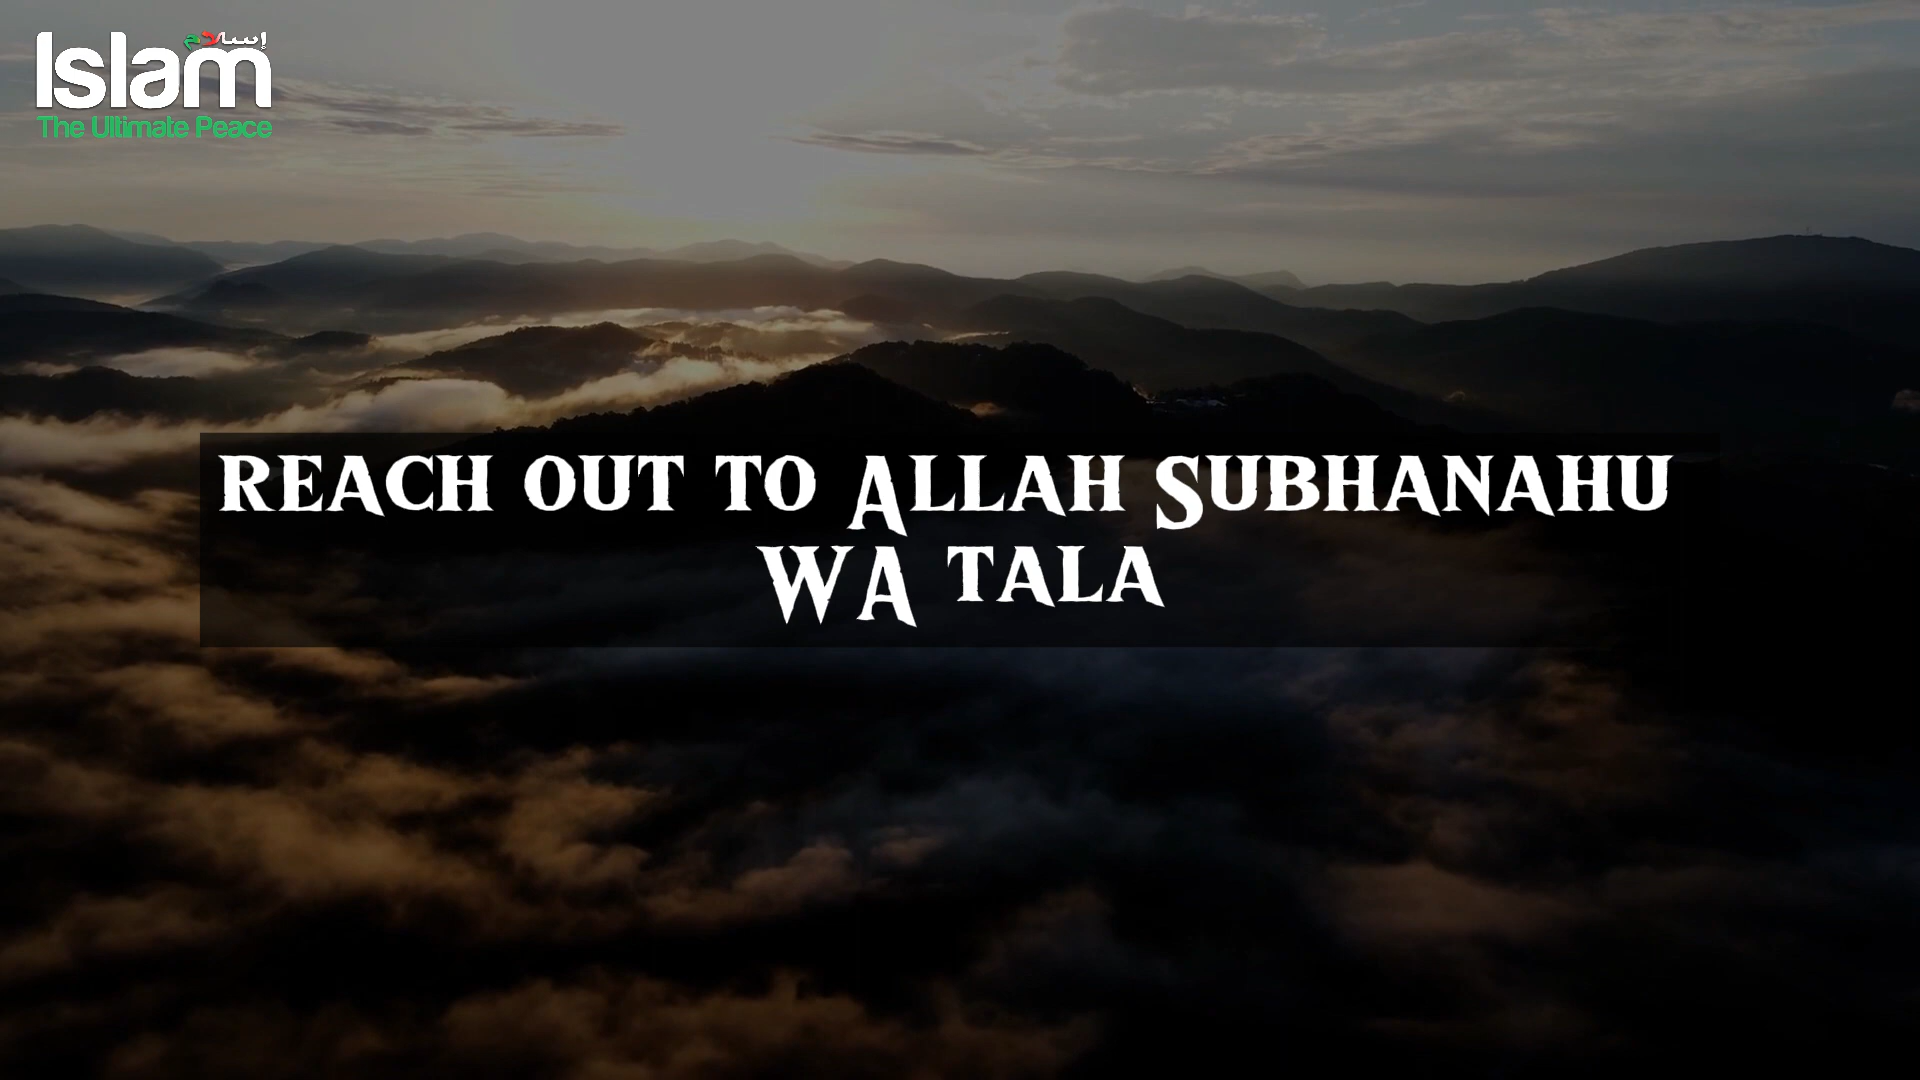 إسلام
Islam
The Ultimate Peace
REACH OUT TO ALLAH SUBHANAHU
WA TALA